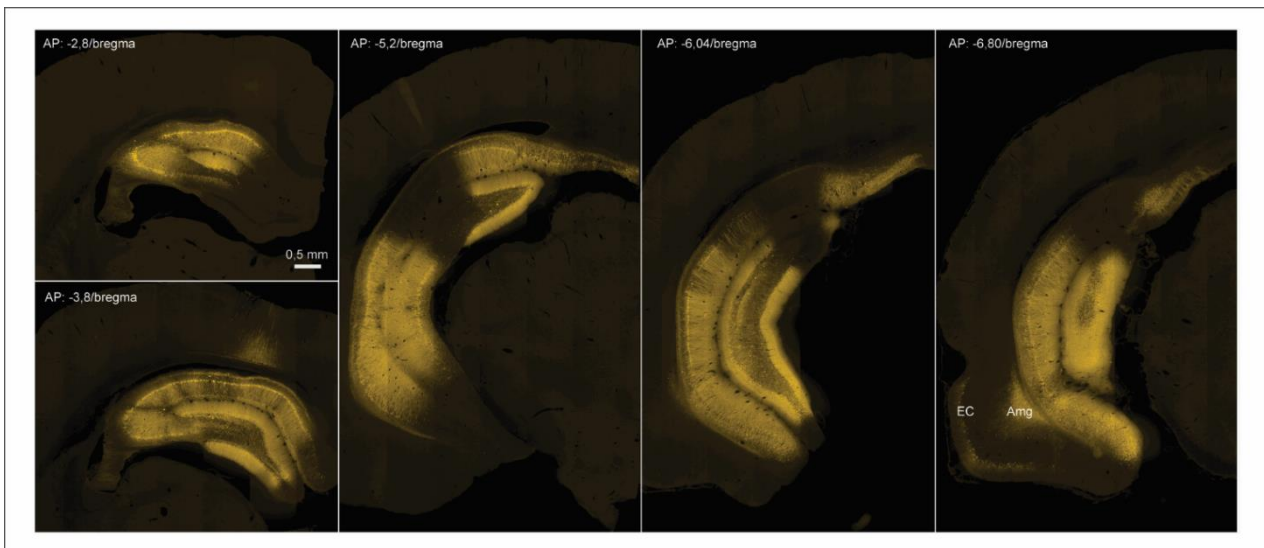 AP: -2,8/bregma
0,5 mm
AP: -3,8/bregma
AP: -5,2/bregma
AP: -6,04/bregma
AP: -6,80/bregma
EC
Amg